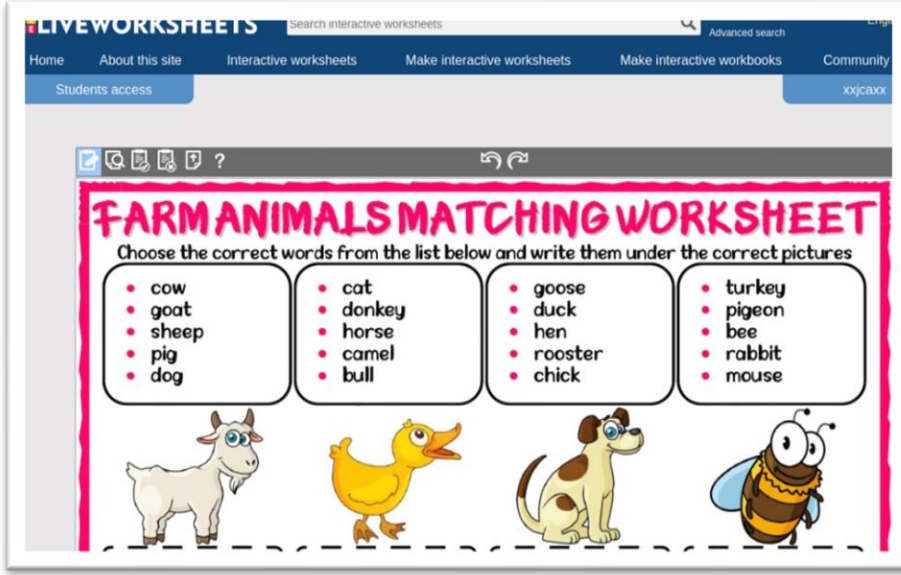 LIVEWORKSHEETS
Search interactive worksheets
Advanced search
Home About this site Interactive worksheets Make interactive worksheets Make interactive workbooks Community
Students access xxjcaxx
?
FARM ANIMALS MATCHING WORKSHEET
Choose the correct words from the list below and write them under the correct pictures
• cow
• goat
• sheep
• pig
• dog
• cat
• donkey
• horse
• camel
• bull
• goose
• duck
• hen
• rooster
• chick
• turkey
• pigeon
• bee
• rabbit
• mouse